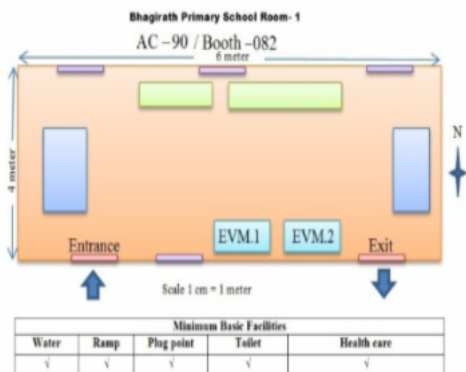 Bhagirath Primary School Room- 1
AC –90 / Booth –082
6 meter
4 meter
N
EVM.1 EVM.2
Entrance Exit
Scale 1 cm = 1 meter
Minimum Basic Facilities
Water Ramp Plug point Toilet Health care
√ √ √ √ √